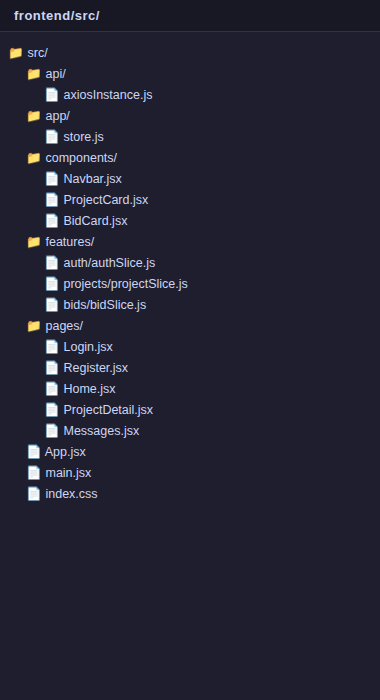 frontend/src/
src/
api/
axiosInstance.js
app/
store.js
components/
Navbar.jsx
ProjectCard.jsx
BidCard.jsx
features/
auth/authSlice.js
projects/projectSlice.js
bids/bidSlice.js
pages/
Login.jsx
Register.jsx
Home.jsx
ProjectDetail.jsx
Messages.jsx
App.jsx
main.jsx
index.css